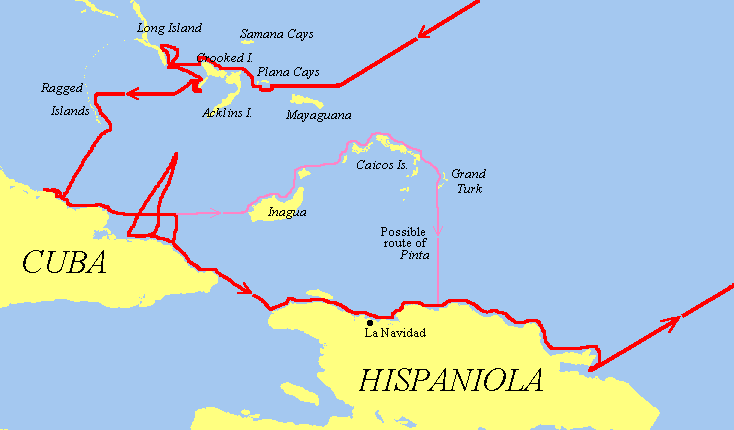 Long Island
Samana Cays
Crooked I.
Plana Cays
Ragged
Islands
Acklins I.
Mayaguana
Caicos Is.
Grand
Turk
Inagua
Possible
route of
Pinta
CUBA
La Navidad
HISPANIOLA